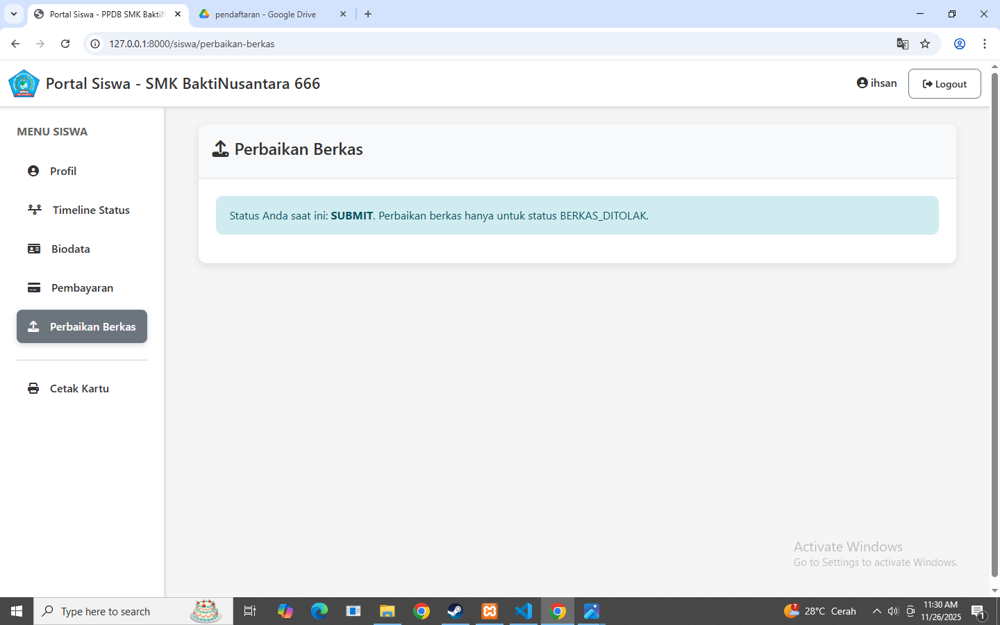 Portal Siswa - PPDB SMK BaktiN
pendaftaran - Google Drive
127.0.0.1:8000/siswa/perbaikan-berkas
Portal Siswa - SMK BaktiNusantara 666
ihsan
Logout
MENU SISWA
Profil
Timeline Status
Biodata
Pembayaran
Perbaikan Berkas
Cetak Kartu
Perbaikan Berkas
Status Anda saat ini: SUBMIT. Perbaikan berkas hanya untuk status BERKAS_DITOLAK.
Activate Windows
Go to Settings to activate Windows.
Type here to search
7
28°C Cerah
11:30 AM
11/26/2025
1